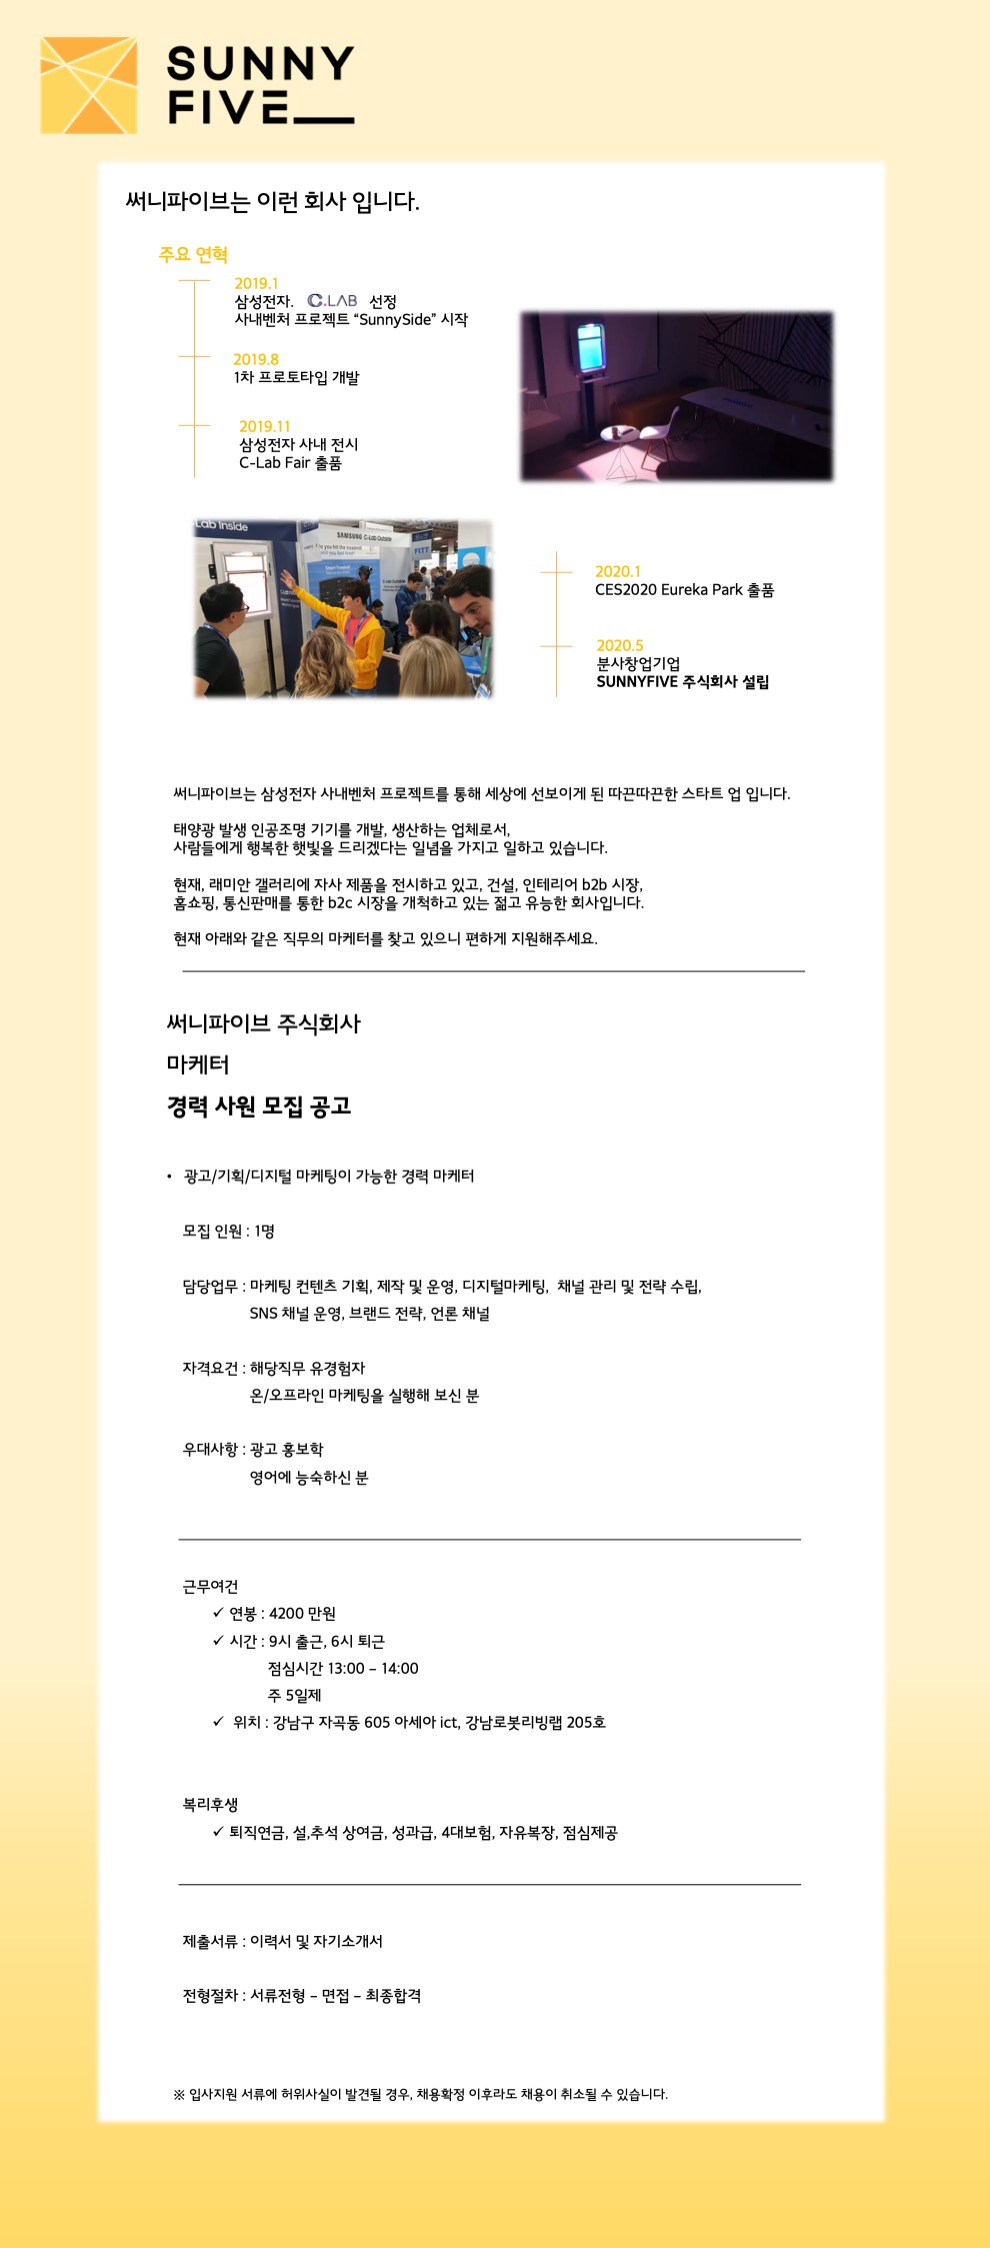 SUNNY
FIVE
써니파이브는 이런 회사 입니다.
주요 연혁
2019.1
삼성전자. C.LAB 선정
사내벤처 프로젝트 “SunnySide” 시작
2019.8
1차 프로토타입 개발
2019.11
삼성전자 사내 전시
C-Lab Fair 출품
Lab Inside
SAMSUNG C-Lab Outside
FITT
2020.1
CES2020 Eureka Park 출품
2020.5
분사창업기업
SUNNYFIVE 주식회사 설립
써니파이브는 삼성전자 사내벤처 프로젝트를 통해 세상에 선보이게 된 따끈따끈한 스타트 업 입니다.
태양광 발생 인공조명 기기를 개발, 생산하는 업체로서,
사람들에게 행복한 햇빛을 드리겠다는 일념을 가지고 일하고 있습니다.
현재, 래미안 갤러리에 자사 제품을 전시하고 있고, 건설, 인테리어 b2b 시장,
홈쇼핑, 통신판매를 통한 b2c 시장을 개척하고 있는 젊고 유능한 회사입니다.
현재 아래와 같은 직무의 마케터를 찾고 있으니 편하게 지원해주세요.
써니파이브 주식회사
마케터
경력 사원 모집 공고
• 광고/기획/디지털 마케팅이 가능한 경력 마케터
모집 인원 : 1명
담당업무 : 마케팅 컨텐츠 기획, 제작 및 운영, 디지털마케팅, 채널 관리 및 전략 수립,
SNS 채널 운영, 브랜드 전략, 언론 채널
자격요건 : 해당직무 유경험자
온/오프라인 마케팅을 실행해 보신 분
우대사항 : 광고 홍보학
영어에 능숙하신 분
근무여건
✓ 연봉 : 4200 만원
✓ 시간 : 9시 출근, 6시 퇴근
점심시간 13:00 – 14:00
주 5일제
✓ 위치 : 강남구 자곡동 605 아세아 ict, 강남로봇리빙랩 205호
복리후생
✓ 퇴직연금, 설,추석 상여금, 성과급, 4대보험, 자유복장, 점심제공
제출서류 : 이력서 및 자기소개서
전형절차 : 서류전형 – 면접 – 최종합격
※ 입사지원 서류에 허위사실이 발견될 경우, 채용확정 이후라도 채용이 취소될 수 있습니다.